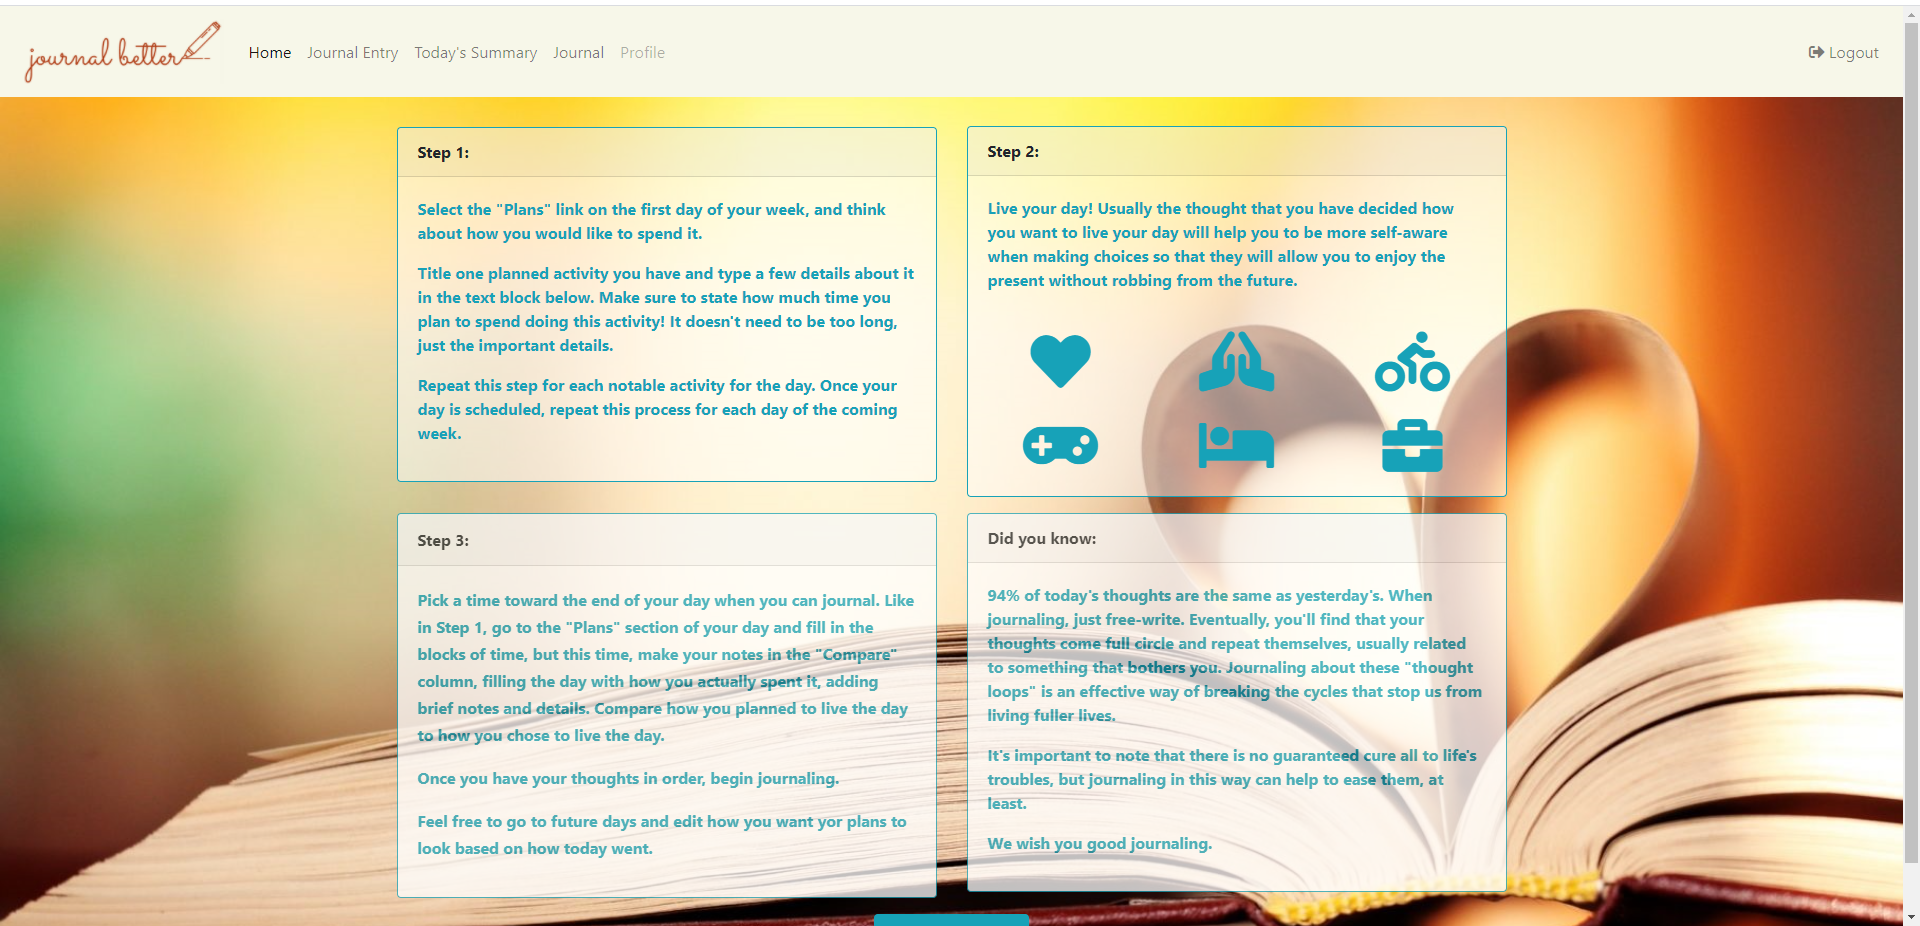 journal better
Home Journal Entry Today's Summary Journal Profile
Logout
Step 1:
Select the "Plans" link on the first day of your week, and think
about how you would like to spend it.
Title one planned activity you have and type a few details about it
in the text block below. Make sure to state how much time you
plan to spend doing this activity! It doesn't need to be too long,
just the important details.
Repeat this step for each notable activity for the day. Once your
day is scheduled, repeat this process for each day of the coming
week.
Step 2:
Live your day! Usually the thought that you have decided how
you want to live your day will help you to be more self-aware
when making choices so that they will allow you to enjoy the
present without robbing from the future.
Step 3:
Pick a time toward the end of your day when you can journal. Like
in Step 1, go to the "Plans" section of your day and fill in the
blocks of time, but this time, make your notes in the "Compare"
column, filling the day with how you actually spent it, adding
brief notes and details. Compare how you planned to live the day
to how you chose to live the day.
Once you have your thoughts in order, begin journaling.
Feel free to go to future days and edit how you want yor plans to
look based on how today went.
Did you know:
94% of today's thoughts are the same as yesterday's. When
journaling, just free-write. Eventually, you'll find that your
thoughts come full circle and repeat themselves, usually related
to something that bothers you. Journaling about these "thought
loops" is an effective way of breaking the cycles that stop us from
living fuller lives.
It's important to note that there is no guaranteed cure all to life's
troubles, but journaling in this way can help to ease them, at
least.
We wish you good journaling.